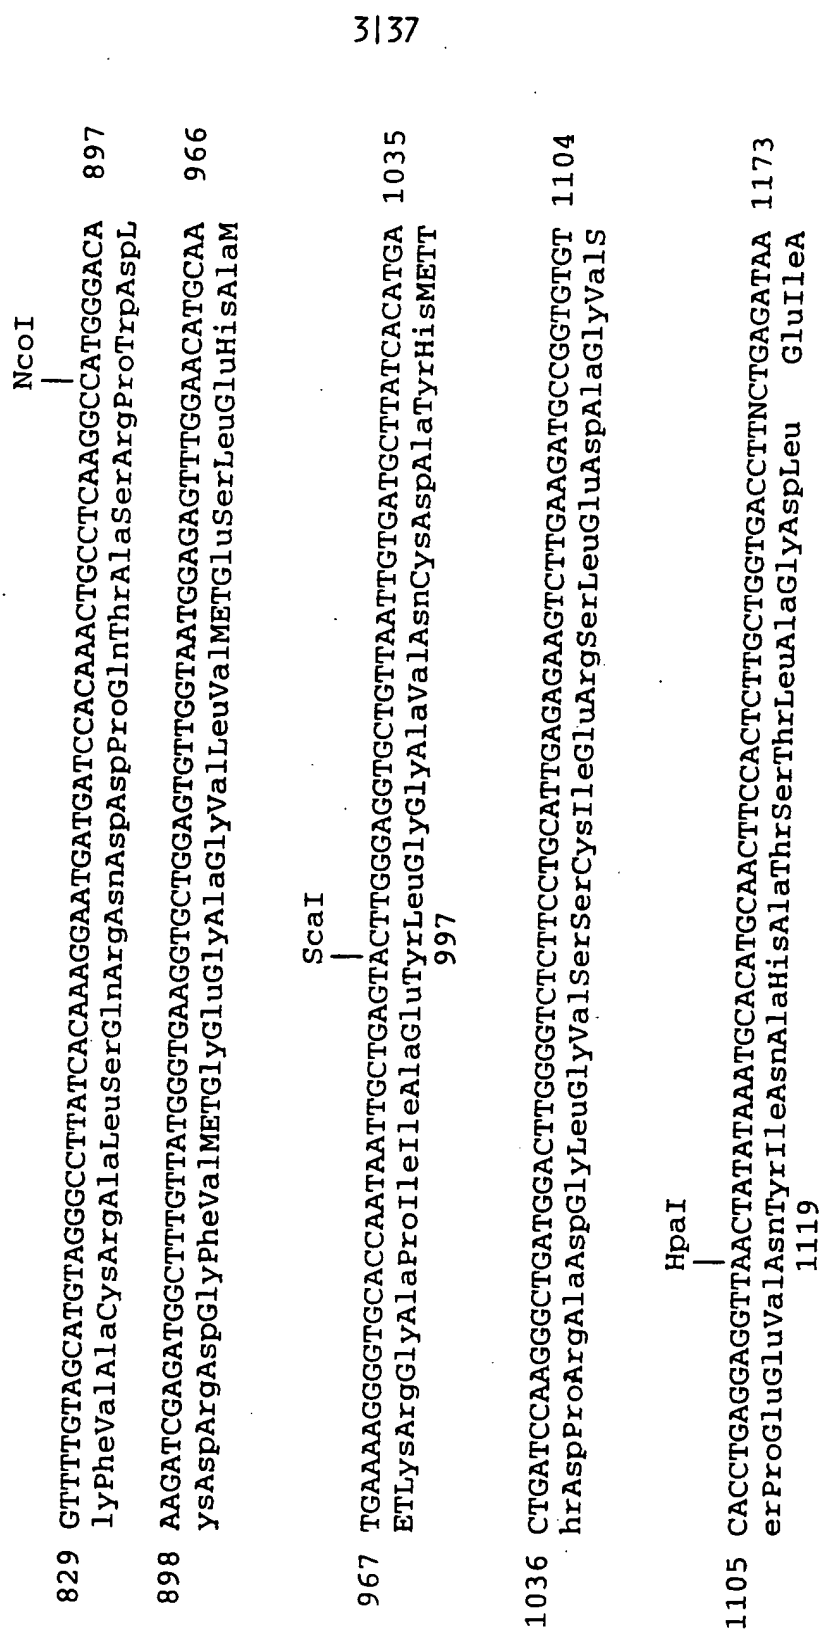 3|37
NcoI
829 GTTTTGTAGCATGTAGGGCCTTATCACAAAGGAATGATGATCCACAAACTGCCTCAAGGCCATGGGACA 897
lyPheValAlaCysArgAlaLeuSerGlnArgAsnAspAspProGlnThrAlaSerArgProTrpAspL
898 AAGATCGAGATGGCTTTGTTATGGGTGAAGGTGCTGGAGTGTTGGTAATGGAGAGTTTGGAACATGCAA 966
ysAspArgAspGlyPheValMETGlyGluGlyAlaGlyValLeuValMETGluSerLeuGluHisAlaM
ScaI
967 TGAAAAGGGGTGCACCAATAATTGCTGAGTACTTGGGAGGTGCTGTTAATTGTGATGCTTATCACATGA 1035
ETLysArgGlyAlaProIleIleAlaGluTyrLeuGlyGlyAlaValAsnCysAspAlaTyrHisMETT
997
1036 CTGATCCAAGGGCTGATGGACTTGGGGTCTCTTCCTGCATTGAGAGAAGTCTTGAAGATGCCGGTGTGT 1104
hrAspProArgAlaAspGlyLeuGlyValSerSerCysIleGluArgSerLeuGluAspAlaGlyValS
HpaI
1105 CACCTGAGGAGGTTAACTATATAAATGCACATGCAACTTCCACTCTTGCTGGTGACCTTNCTGAGATAA 1173
erProGluGluValAsnTyrIleAsnAlaHisAlaThrSerThrLeuAlaGlyAspLeu GluIleA
1119